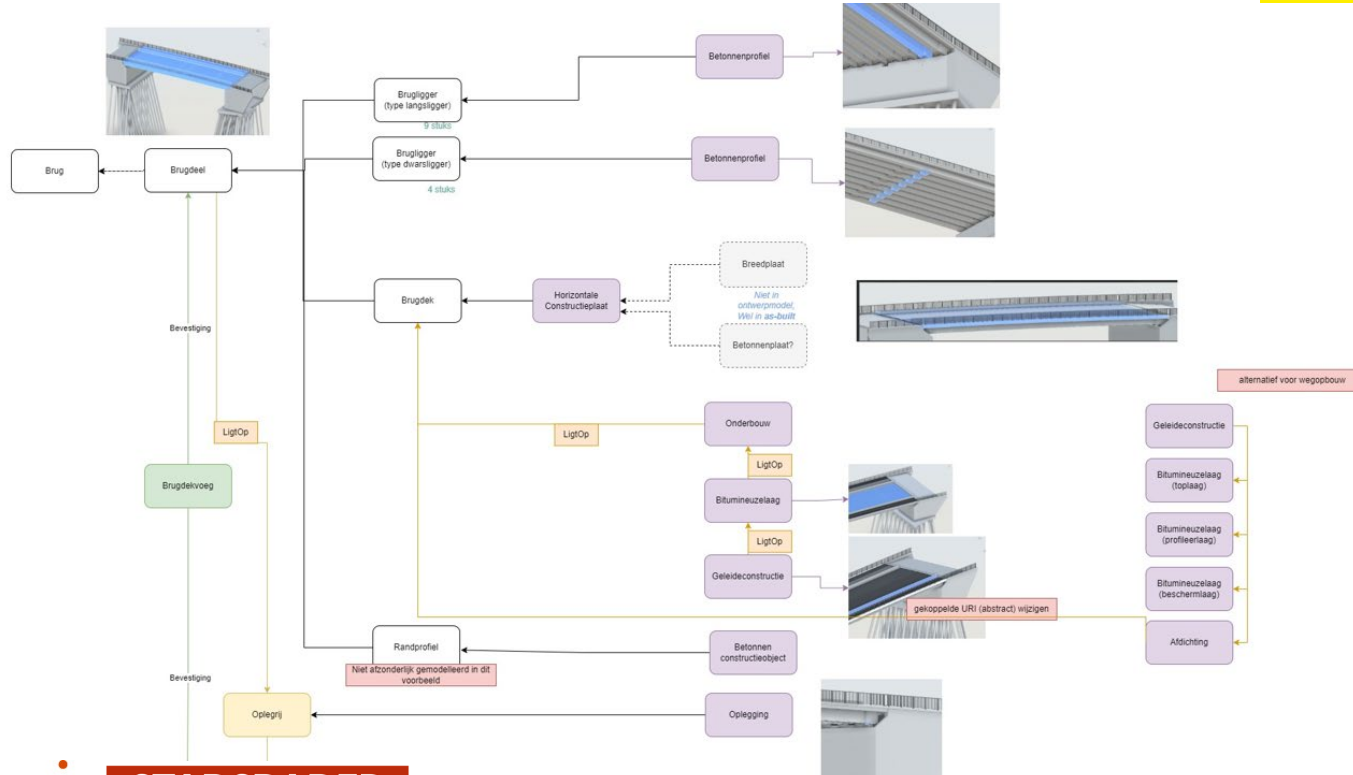 Betonnenprofiel
Brugligger
(type langsligger)
9 stuks
Brugligger
(type dwarsligger)
4 stuks
Betonnenprofiel
Brug
Brugdeel
Breedplaat
Brugdek
Horizontale
Constructieplaat
Niet in
ontwerpmodel,
Wel in as-built
Betonnenplaat?
Bevestiging
alternatief voor wegopbouw
LigtOp
Onderbouw
LigtOp
Geleideconstructie
LigtOp
Brugdekvoeg
Bitumineuzelaag
Bitumineuzelaag
(toplaag)
LigtOp
Bitumineuzelaag
(profileerlaag)
Geleideconstructie
Bitumineuzelaag
(beschermlaag)
gekoppelde URI (abstract) wijzigen
Randprofiel
Niet afzonderlijk gemodelleerd in dit
voorbeeld
Betonnen
constructieobject
Afdichting
Bevestiging
Oplegrij
Oplegging